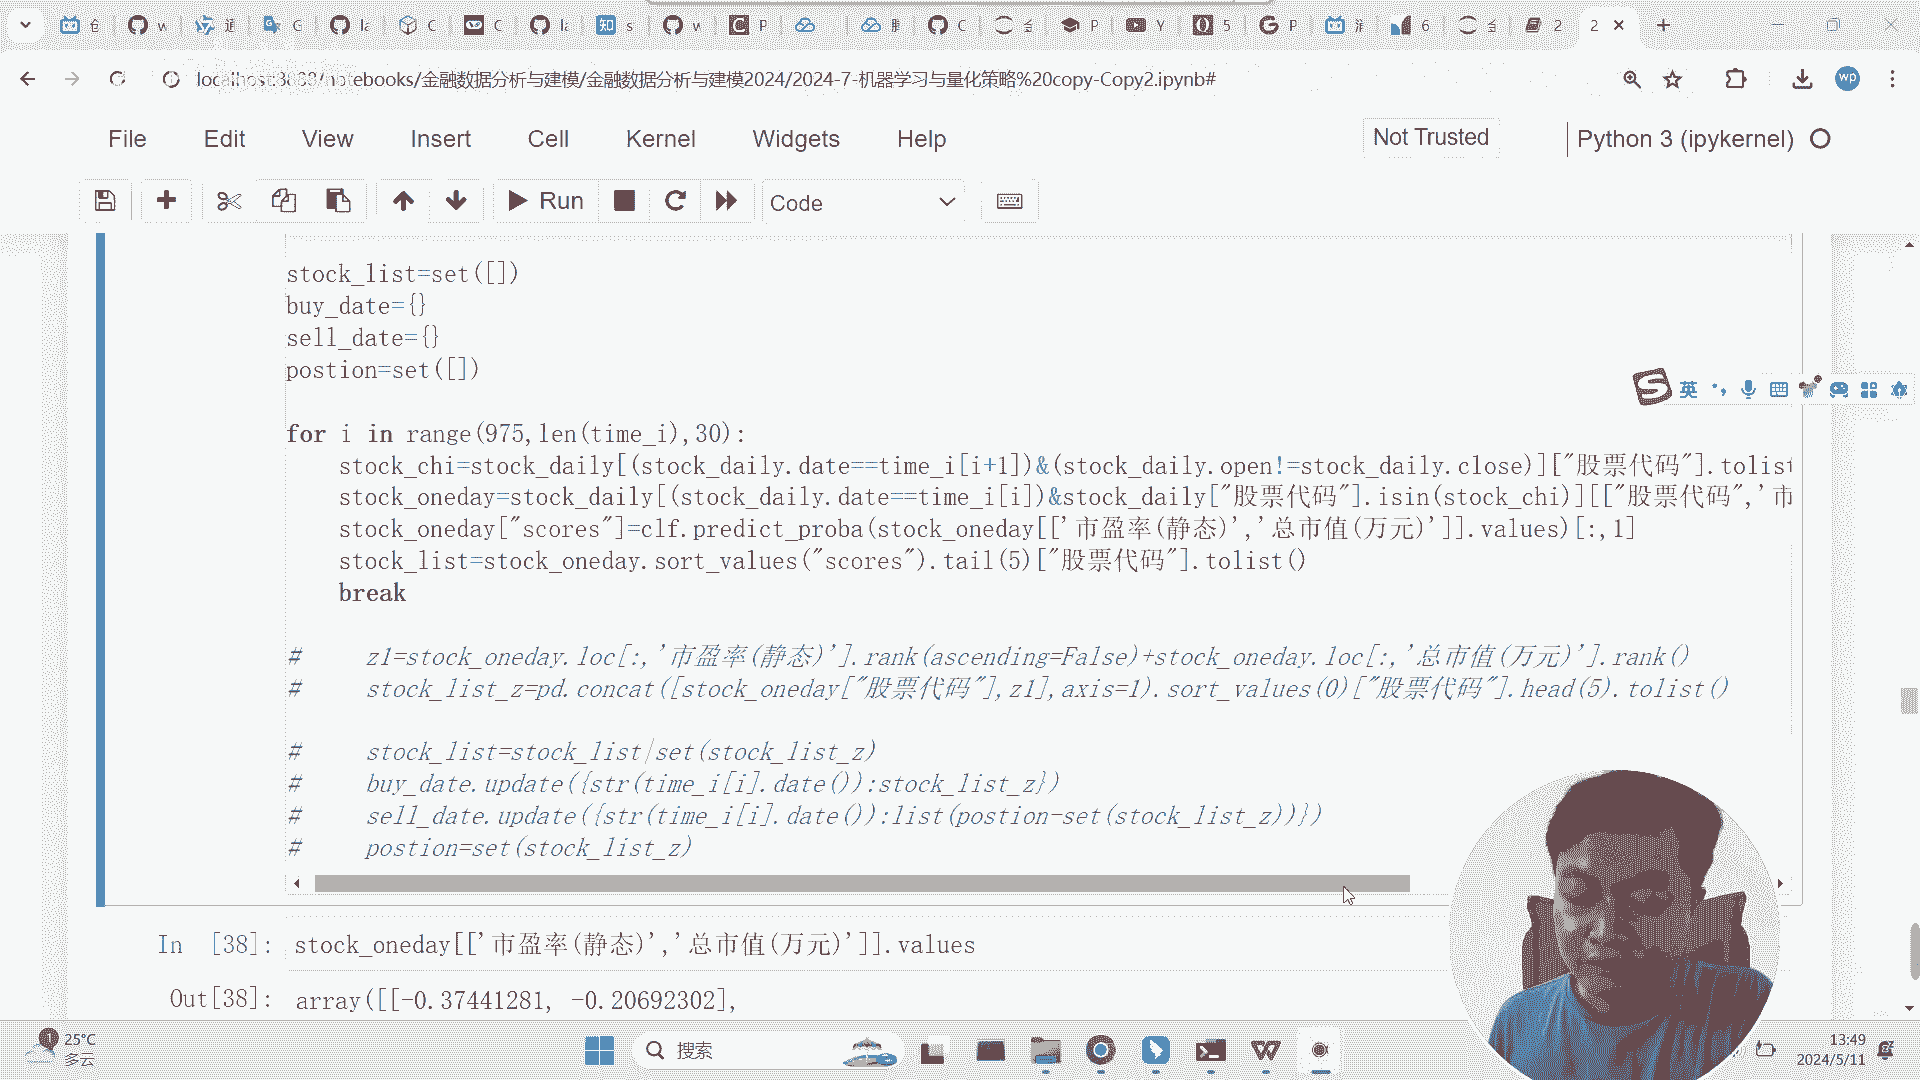 localhost:8888/notebooks/金融数据分析与建模/金融数据分析与建模2024/2024-7-机器学习与量化策略%20copy-Copy2.ipynb#
wp
File Edit View Insert Cell Kernel Widgets Help
Not Trusted
Python 3 (ipykernel)
Run
Code
stock_list=set([])
buy_date={}
sell_date={}
postion=set([])
for i in range(975,len(time_i),30):
stock_chi=stock_daily[(stock_daily.date==time_i[i+1])&(stock_daily.open!=stock_daily.close)]["股票代码"].tolist
stock_oneday=stock_daily[(stock_daily.date==time_i[i])&stock_daily["股票代码"].isin(stock_chi)][["股票代码",'市
stock_oneday["scores"]=clf.predict_proba(stock_oneday[['市盈率(静态)','总市值(万元)']].values)[:,1]
stock_list=stock_oneday.sort_values("scores").tail(5)["股票代码"].tolist()
break
# z1=stock_oneday.loc[:,'市盈率(静态)'].rank(ascending=False)+stock_oneday.loc[:,'总市值(万元)'].rank()
# stock_list_z=pd.concat([stock_oneday["股票代码"],z1],axis=1).sort_values(0)["股票代码"].head(5).tolist()
# stock_list=stock_list|set(stock_list_z)
# buy_date.update({str(time_i[i].date()):stock_list_z})
# sell_date.update({str(time_i[i].date()):list(postion-set(stock_list_z))})
# postion=set(stock_list_z)
英
In [38]: stock_oneday[['市盈率(静态)','总市值(万元)']].values
Out[38]: array([[-0.37441281, -0.20692302],
25°C
多云
搜索
13:49
2024/5/11